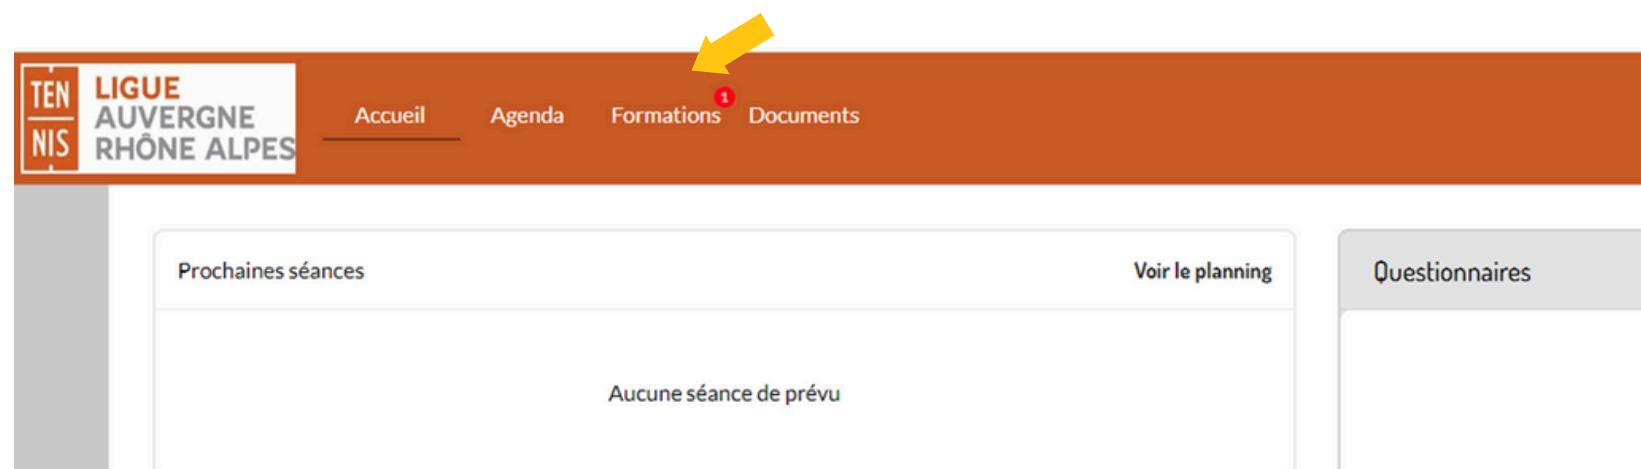 TEN
NIS
LIGUE
AUVERGNE
RHÔNE ALPES
Accueil Agenda Formations 1 Documents
Prochaines séances Voir le planning
Aucune séance de prévu
Questionnaires